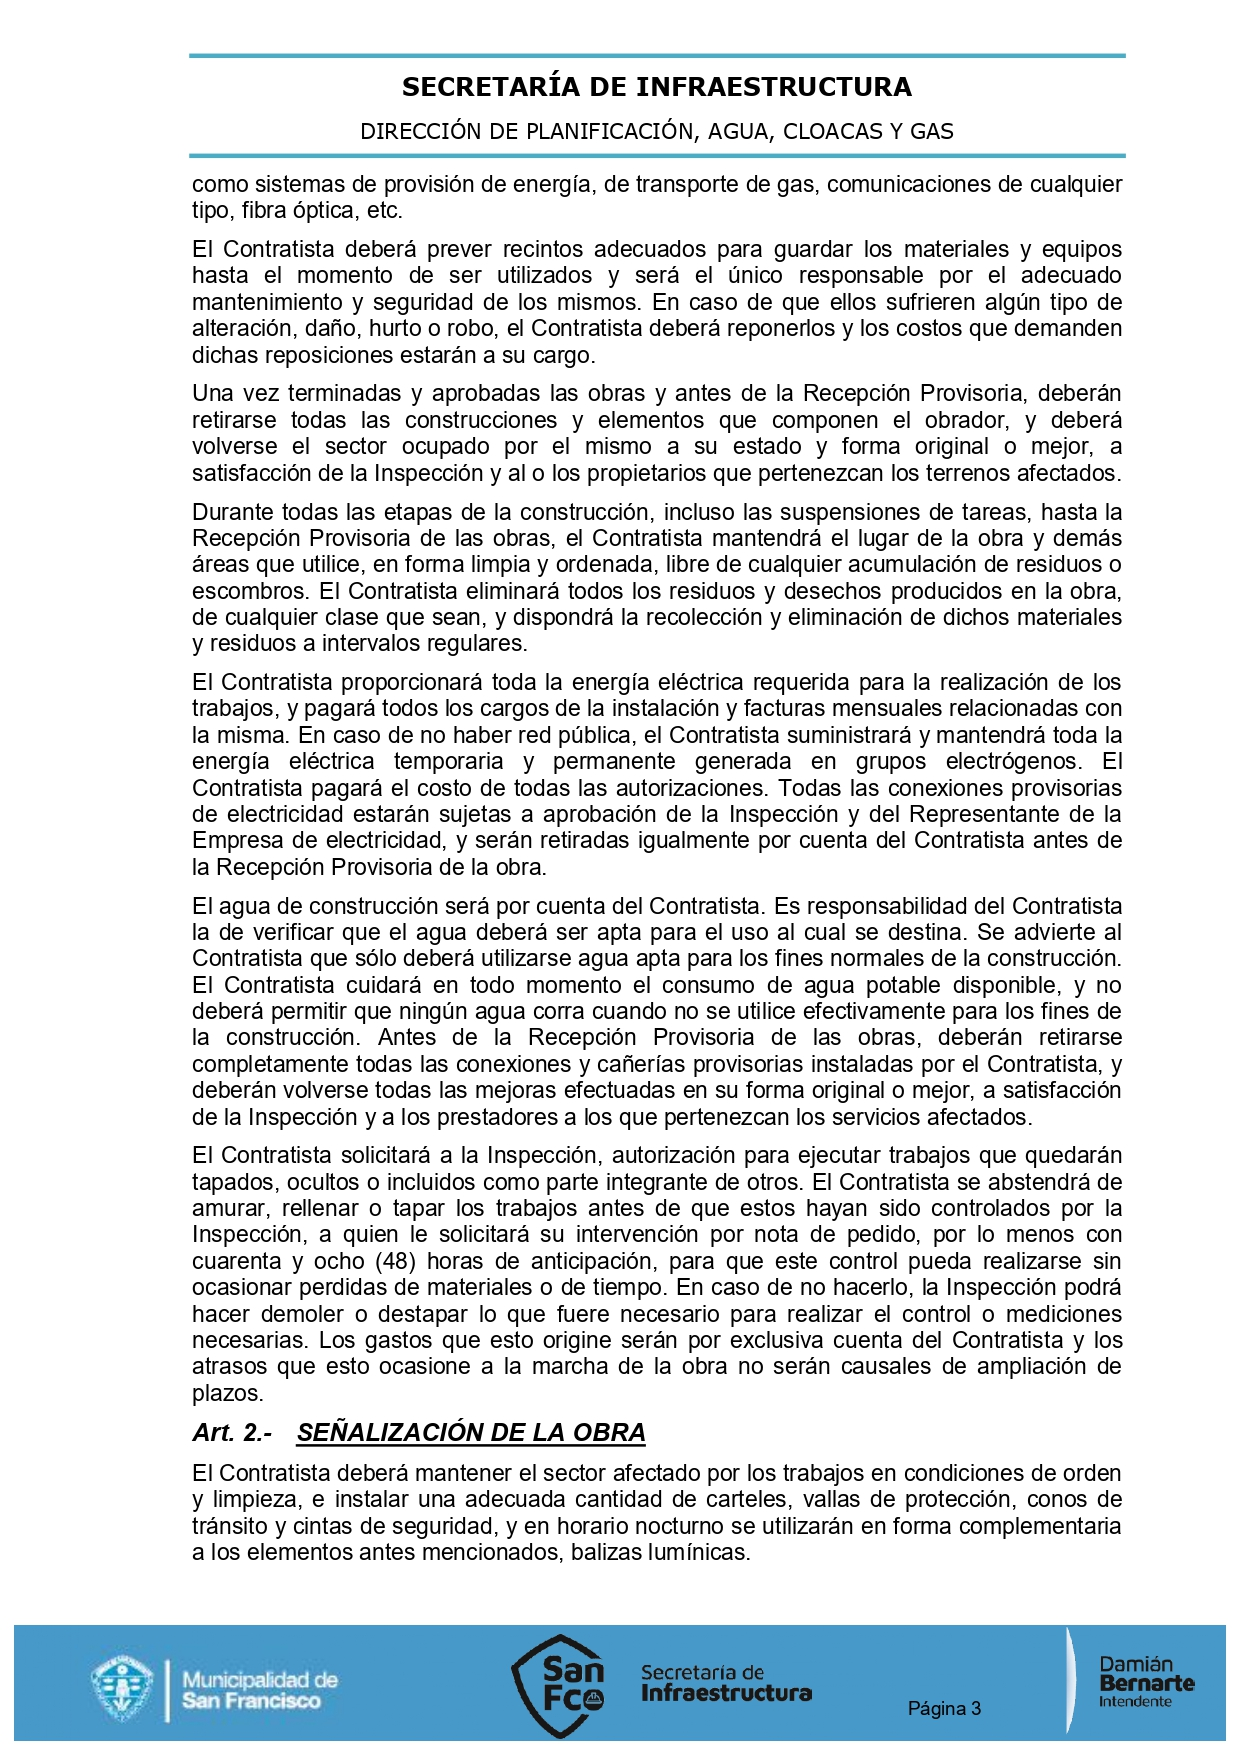 SECRETARÍA DE INFRAESTRUCTURA
DIRECCIÓN DE PLANIFICACIÓN, AGUA, CLOACAS Y GAS
como sistemas de provisión de energía, de transporte de gas, comunicaciones de cualquier
tipo, fibra óptica, etc.
El Contratista deberá prever recintos adecuados para guardar los materiales y equipos
hasta el momento de ser utilizados y será el único responsable por el adecuado
mantenimiento y seguridad de los mismos. En caso de que ellos sufrieren algún tipo de
alteración, daño, hurto o robo, el Contratista deberá reponerlos y los costos que demanden
dichas reposiciones estarán a su cargo.
Una vez terminadas y aprobadas las obras y antes de la Recepción Provisoria, deberán
retirarse todas las construcciones y elementos que componen el obrador, y deberá
volverse el sector ocupado por el mismo a su estado y forma original o mejor, a
satisfacción de la Inspección y al o los propietarios que pertenezcan los terrenos afectados.
Durante todas las etapas de la construcción, incluso las suspensiones de tareas, hasta la
Recepción Provisoria de las obras, el Contratista mantendrá el lugar de la obra y demás
áreas que utilice, en forma limpia y ordenada, libre de cualquier acumulación de residuos o
escombros. El Contratista eliminará todos los residuos y desechos producidos en la obra,
de cualquier clase que sean, y dispondrá la recolección y eliminación de dichos materiales
y residuos a intervalos regulares.
El Contratista proporcionará toda la energía eléctrica requerida para la realización de los
trabajos, y pagará todos los cargos de la instalación y facturas mensuales relacionadas con
la misma. En caso de no haber red pública, el Contratista suministrará y mantendrá toda la
energía eléctrica temporaria y permanente generada en grupos electrógenos. El
Contratista pagará el costo de todas las autorizaciones. Todas las conexiones provisorias
de electricidad estarán sujetas a aprobación de la Inspección y del Representante de la
Empresa de electricidad, y serán retiradas igualmente por cuenta del Contratista antes de
la Recepción Provisoria de la obra.
El agua de construcción será por cuenta del Contratista. Es responsabilidad del Contratista
la de verificar que el agua deberá ser apta para el uso al cual se destina. Se advierte al
Contratista que sólo deberá utilizarse agua apta para los fines normales de la construcción.
El Contratista cuidará en todo momento el consumo de agua potable disponible, y no
deberá permitir que ningún agua corra cuando no se utilice efectivamente para los fines de
la construcción. Antes de la Recepción Provisoria de las obras, deberán retirarse
completamente todas las conexiones y cañerías provisorias instaladas por el Contratista, y
deberán volverse todas las mejoras efectuadas en su forma original o mejor, a satisfacción
de la Inspección y a los prestadores a los que pertenezcan los servicios afectados.
El Contratista solicitará a la Inspección, autorización para ejecutar trabajos que quedarán
tapados, ocultos o incluidos como parte integrante de otros. El Contratista se abstendrá de
amurar, rellenar o tapar los trabajos antes de que estos hayan sido controlados por la
Inspección, a quien le solicitará su intervención por nota de pedido, por lo menos con
cuarenta y ocho (48) horas de anticipación, para que este control pueda realizarse sin
ocasionar perdidas de materiales o de tiempo. En caso de no hacerlo, la Inspección podrá
hacer demoler o destapar lo que fuere necesario para realizar el control o mediciones
necesarias. Los gastos que esto origine serán por exclusiva cuenta del Contratista y los
atrasos que esto ocasione a la marcha de la obra no serán causales de ampliación de
plazos.
Art. 2.- SEÑALIZACIÓN DE LA OBRA
El Contratista deberá mantener el sector afectado por los trabajos en condiciones de orden
y limpieza, e instalar una adecuada cantidad de carteles, vallas de protección, conos de
tránsito y cintas de seguridad, y en horario nocturno se utilizarán en forma complementaria
a los elementos antes mencionados, balizas lumínicas.
Municipalidad de
San Francisco
San
Fco
Secretaría de
Infraestructura
Página 3
Damián
Bernarte
Intendente